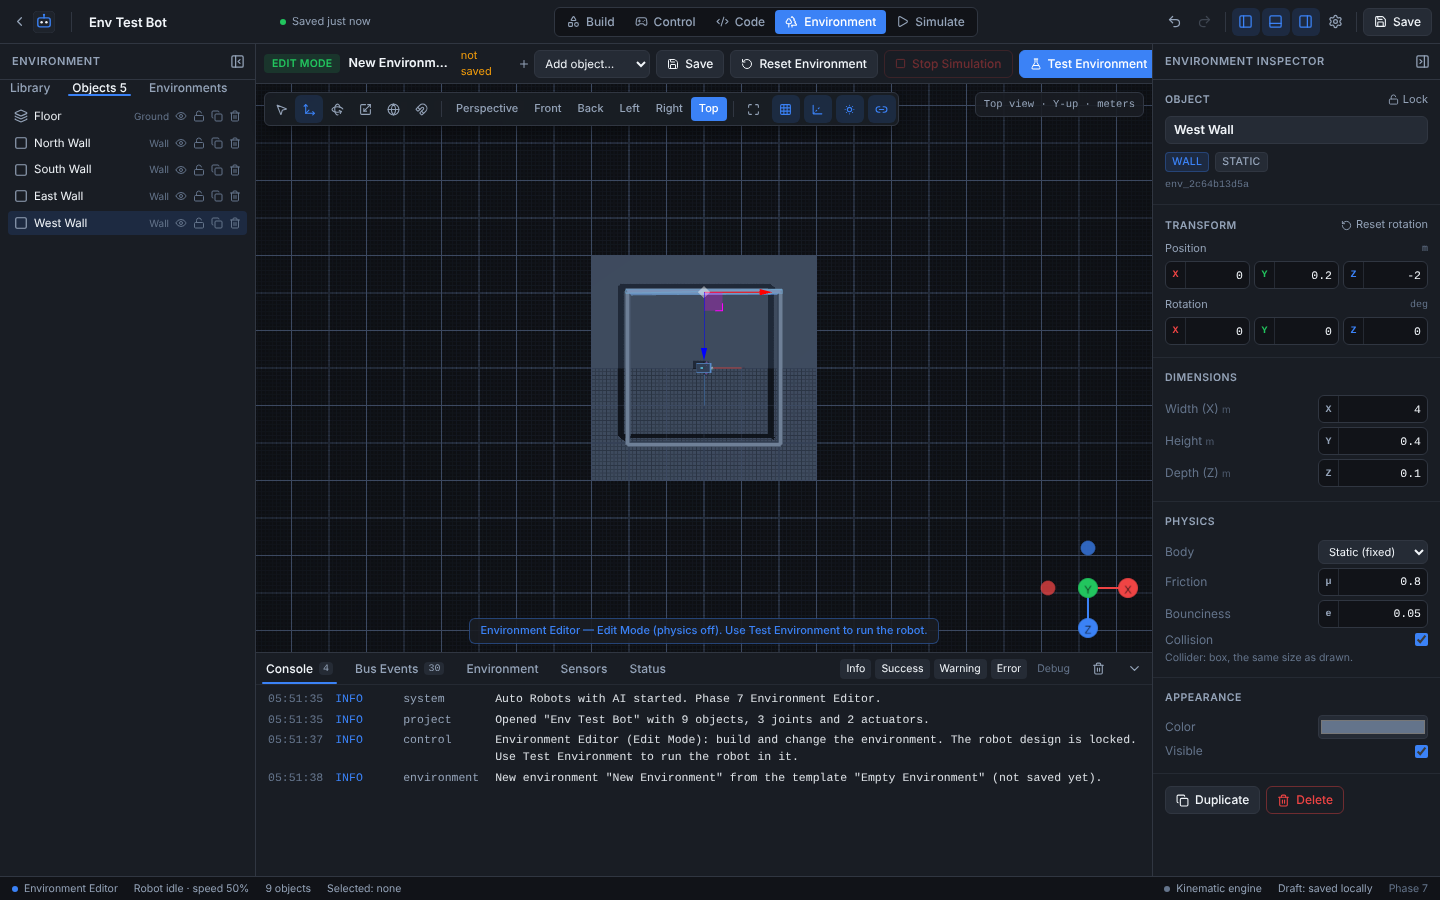 Env Test Bot
Saved just now
Build
Control
Code
Environment
Simulate
Save
ENVIRONMENT
Library
Objects 5
Environments
Floor
Ground
North Wall
Wall
South Wall
Wall
East Wall
Wall
West Wall
Wall
EDIT MODE
New Environm...
not
saved
Add object...
Save
Reset Environment
Stop Simulation
Test Environment
Perspective
Front
Back
Left
Right
Top
Top view · Y-up · meters
Y
X
Z
Environment Editor — Edit Mode (physics off). Use Test Environment to run the robot.
Console 4
Bus Events 30
Environment
Sensors
Status
Info
Success
Warning
Error
Debug
05:51:35 INFO system Auto Robots with AI started. Phase 7 Environment Editor.
05:51:35 INFO project Opened "Env Test Bot" with 9 objects, 3 joints and 2 actuators.
05:51:37 INFO control Environment Editor (Edit Mode): build and change the environment. The robot design is locked.
Use Test Environment to run the robot in it.
05:51:38 INFO environment New environment "New Environment" from the template "Empty Environment" (not saved yet).
ENVIRONMENT INSPECTOR
OBJECT
Lock
West Wall
WALL
STATIC
env_2c64b13d5a
TRANSFORM
Reset rotation
Position m
X 0 Y 0.2 Z -2
Rotation deg
X 0 Y 0 Z 0
DIMENSIONS
Width (X) m X 4
Height m Y 0.4
Depth (Z) m Z 0.1
PHYSICS
Body Static (fixed)
Friction μ 0.8
Bounciness e 0.05
Collision
Collider: box, the same size as drawn.
APPEARANCE
Color
Visible
Duplicate
Delete
Environment Editor
Robot idle · speed 50%
9 objects
Selected: none
Kinematic engine
Draft: saved locally
Phase 7